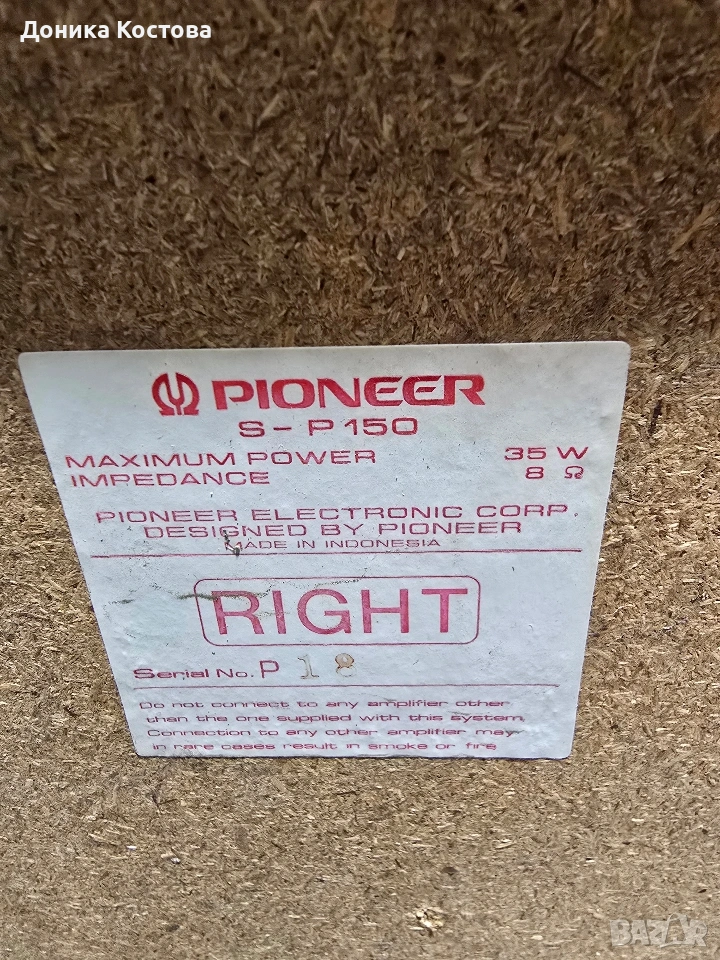 Доника Костова
PIONEER
S-P150
MAXIMUM POWER 35 W
IMPEDANCE 8 Ω
PIONEER ELECTRONIC CORP.
DESIGNED BY PIONEER
MADE IN INDONESIA
RIGHT
Serial No. P 18
Do not connect to any amplifier other
than the one supplied with this system.
Connection to any other amplifier may
in rare cases result in smoke or fire
BAZAR